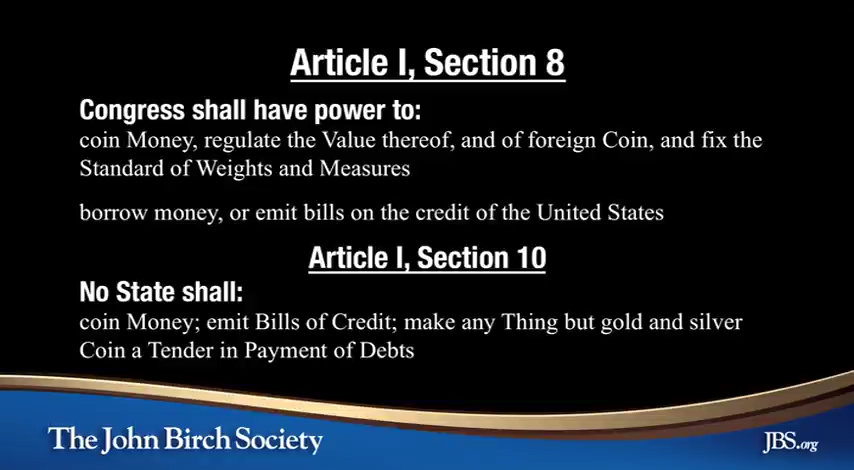 Article I, Section 8
Congress shall have power to:
coin Money, regulate the Value thereof, and of foreign Coin, and fix the
Standard of Weights and Measures
borrow money, or emit bills on the credit of the United States
Article I, Section 10
No State shall:
coin Money; emit Bills of Credit; make any Thing but gold and silver
Coin a Tender in Payment of Debts
The John Birch Society
JBS.org